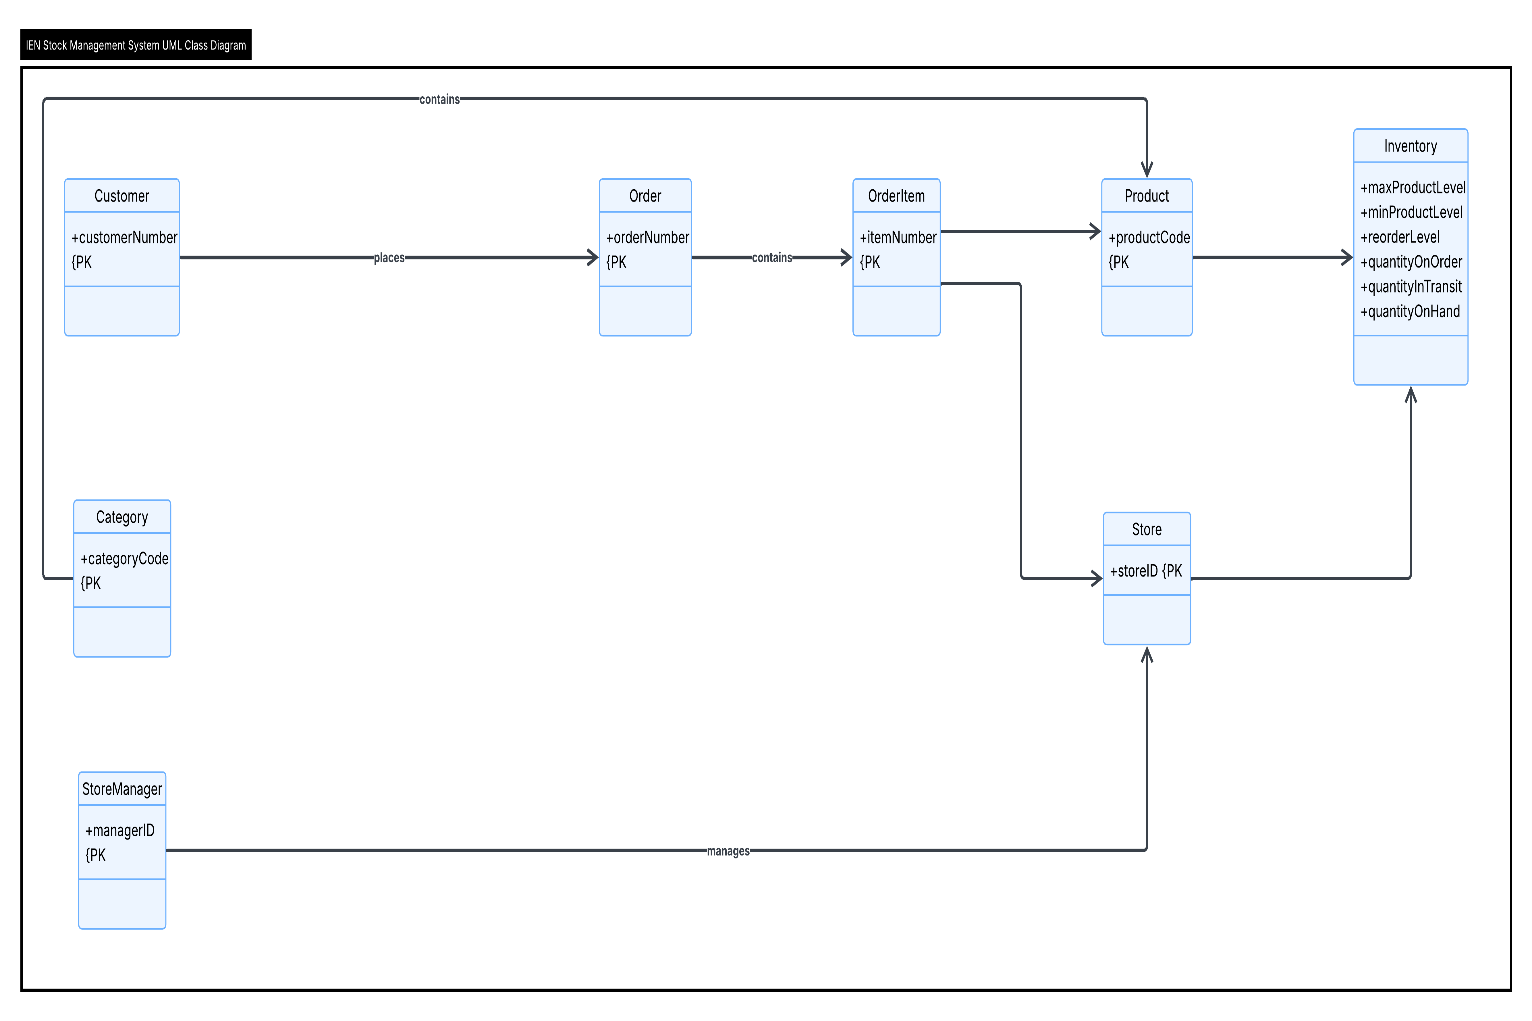 IEN Stock Management System UML Class Diagram
contains
Customer
+customerNumber
{PK
places
Order
+orderNumber
{PK
contains
OrderItem
+itemNumber
{PK
Product
+productCode
{PK
Inventory
+maxProductLevel
+minProductLevel
+reorderLevel
+quantityOnOrder
+quantityInTransit
+quantityOnHand
Category
+categoryCode
{PK
Store
+storeID {PK
StoreManager
+managerID
{PK
manages